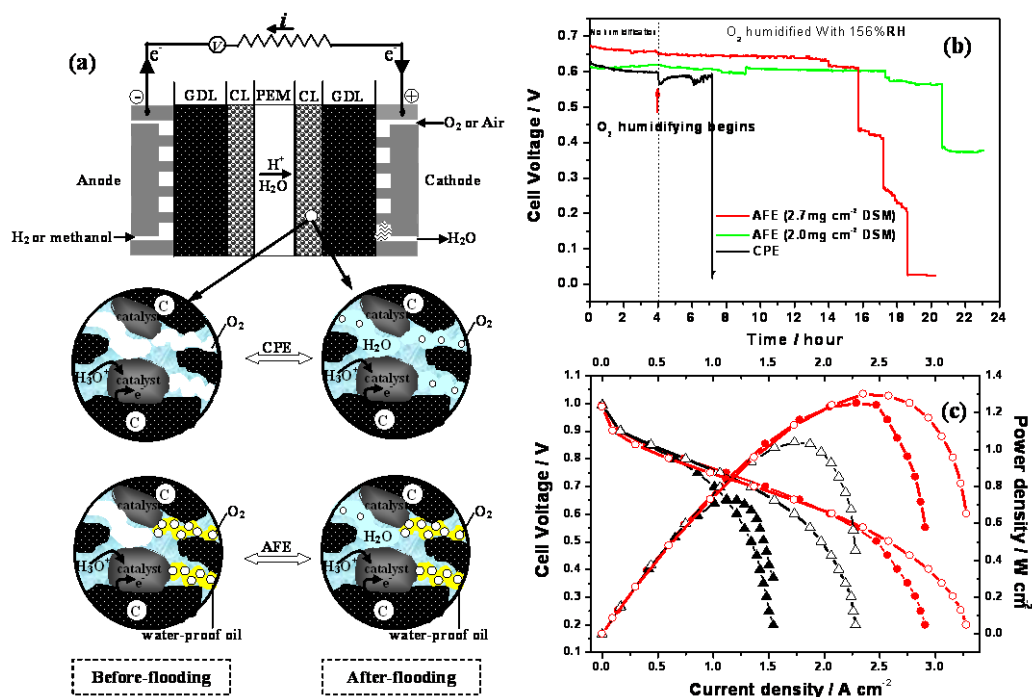 (a)
i
V
e-
e-
⊖
⊕
GDL
CL
PEM
CL
GDL
O2 or Air
H+
H2O
Anode
Cathode
H2 or methanol
H2O
C
catalyst
O2
H3O+
catalyst
e-
C
CPE
C
catalyst
O2
H2O
H3O+
catalyst
e-
C
C
catalyst
O2
H3O+
catalyst
e-
C
water-proof oil
AFE
C
catalyst
O2
H2O
H3O+
catalyst
e-
C
water-proof oil
Before-flooding
After-flooding
(b)
No humidification
O2 humidified With 156%RH
O2 humidifying begins
AFE (2.7mg cm-2 DSM)
AFE (2.0mg cm-2 DSM)
CPE
Cell Voltage / V
0.7
0.6
0.5
0.4
0.3
0.2
0.1
0.0
0 2 4 6 8 10 12 14 16 18 20 22 24
Time / hour
(c)
0.0 0.5 1.0 1.5 2.0 2.5 3.0
Cell Voltage / V
1.1
1.0
0.9
0.8
0.7
0.6
0.5
0.4
0.3
0.2
0.1
Power density / W cm-2
1.4
1.2
1.0
0.8
0.6
0.4
0.2
0.0
0.0 0.5 1.0 1.5 2.0 2.5 3.0
Current density / A cm-2